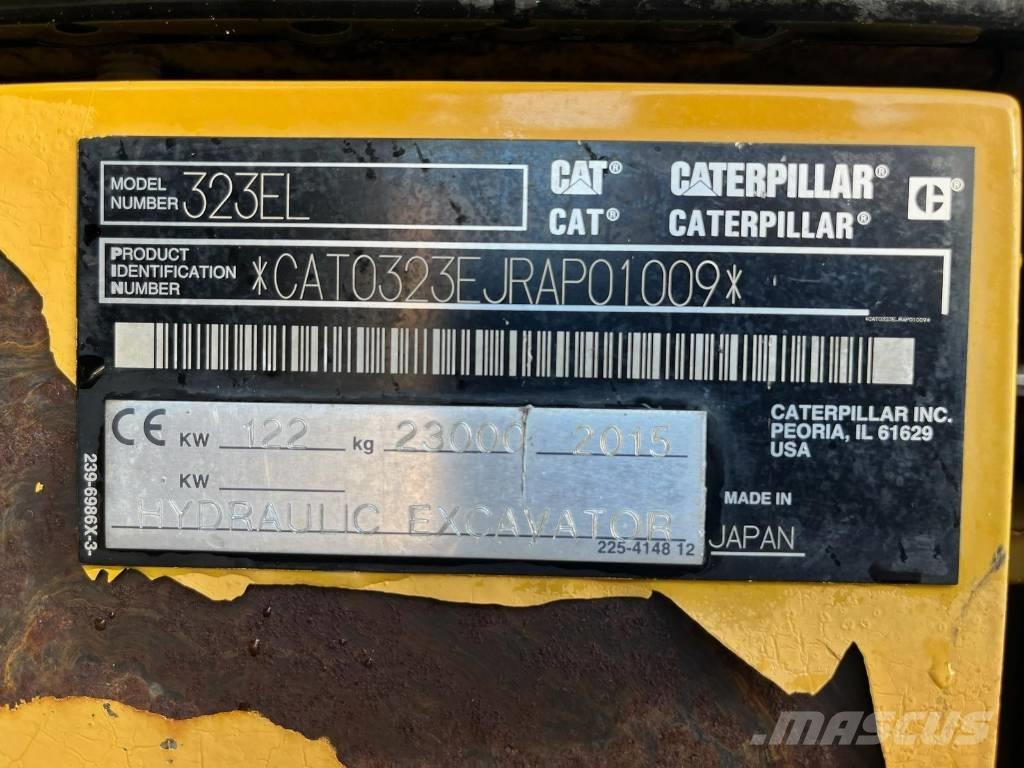 MODEL NUMBER 323EL
CAT® CATERPILLAR®
CAT® CATERPILLAR®
PRODUCT IDENTIFICATION NUMBER *CAT0323EJRAP01009*
*CAT0323EJRAP01009*
CATERPILLAR INC.
PEORIA, IL 61629
USA
CE KW 122 kg 23000 2015
KW
HYDRAULIC EXCAVATOR
225-4148 12
239-6986X-3
MADE IN
JAPAN
MASCUS